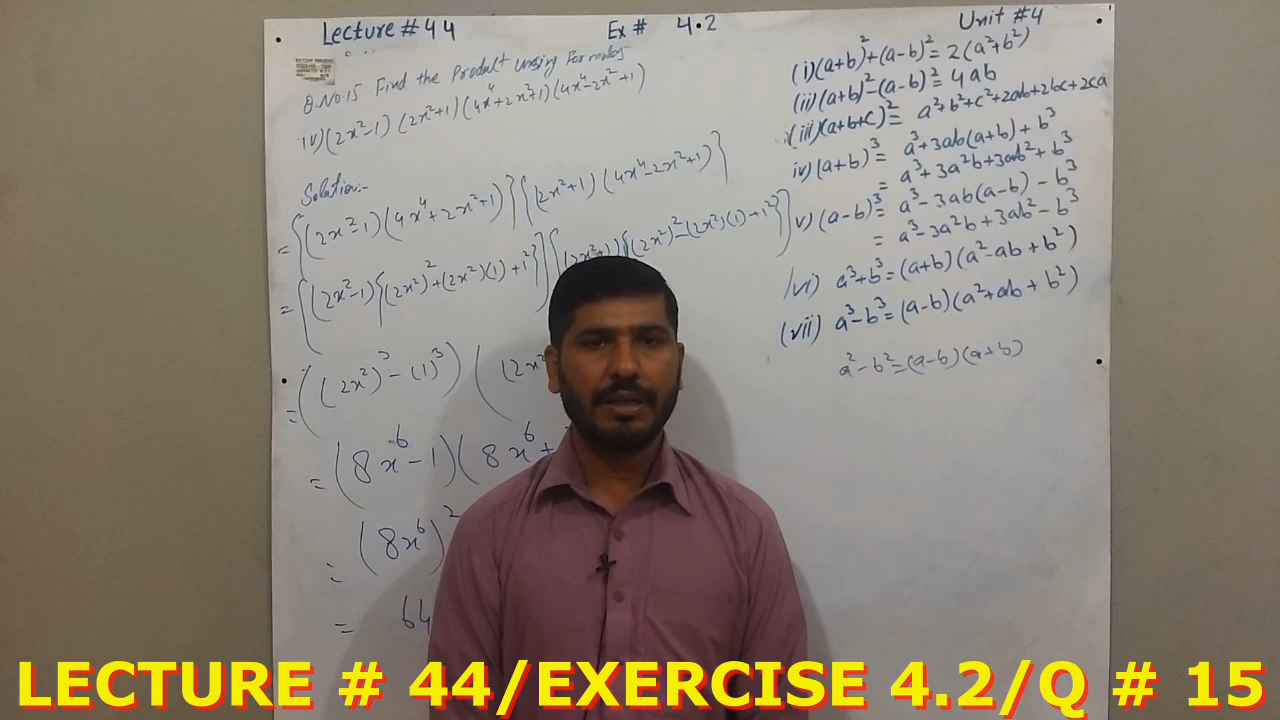 Lecture # 44 Ex # 4.2 Unit #4
Q.No.15 Find the Product using Formulas
iv) (2x²-1) (2x²+1) (4x⁴+2x²+1) (4x⁴-2x²+1)
Solution:-
= {(2x²-1) (4x⁴+2x²+1)} {(2x²+1) (4x⁴-2x²+1)}
= {(2x²-1) {(2x²)²+(2x²)(1)+1²}} {(2x²+1) {(2x²)²-(2x²)(1)+1²}}
= ((2x²)³-(1)³) ((2x²
= (8x⁶-1) (8x⁶+
= (8x⁶)²
= 64
(i) (a+b)²+(a-b)² = 2(a²+b²)
(ii) (a+b)²-(a-b)² = 4ab
(iii) (a+b+c)² = a²+b²+c²+2ab+2bc+2ca
iv) (a+b)³ = a³+3ab(a+b)+b³
= a³+3a²b+3ab²+b³
v) (a-b)³ = a³-3ab(a-b)-b³
= a³-3a²b+3ab²-b³
(vi) a³+b³ = (a+b)(a²-ab+b²)
(vii) a³-b³ = (a-b)(a²+ab+b²)
a²-b² = (a-b)(a+b)
LECTURE # 44/EXERCISE 4.2/Q # 15